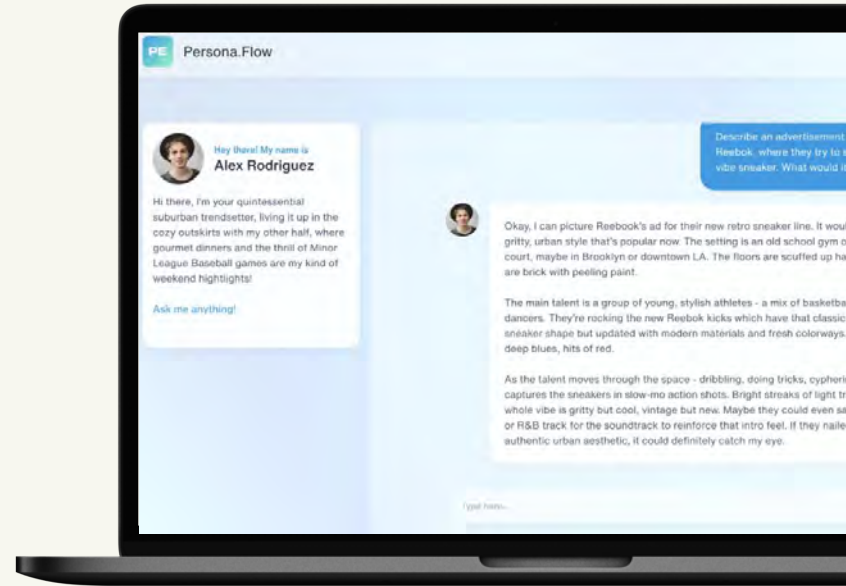 PE Persona.Flow
Hey there! My name is
Alex Rodriguez
Hi there, I'm your quintessential
suburban trendsetter, living it up in the
cozy outskirts with my other half, where
gourmet dinners and the thrill of Minor
League Baseball games are my kind of
weekend hightlights!
Ask me anything!
Describe an advertisement
Reebok, where they try to
vibe sneaker. What would
Okay, I can picture Reebook's ad for their new retro sneaker line. It
gritty, urban style that's popular now. The setting is an old school gym
court, maybe in Brooklyn or downtown LA. The floors are scuffed up
are brick with peeling paint.
The main talent is a group of young, stylish athletes - a mix of
dancers. They're rocking the new Reebok kicks which have that classic
sneaker shape but updated with modern materials and fresh colorways.
deep blues, hits of red.
As the talent moves through the space - dribbling, doing tricks,
captures the sneakers in slow-mo action shots. Bright streaks of light
whole vibe is gritty but cool, vintage but new. Maybe they could even
or R&B track for the soundtrack to reinforce that intro feel. If they
authentic urban aesthetic, it could definitely catch my eye.
Type here...